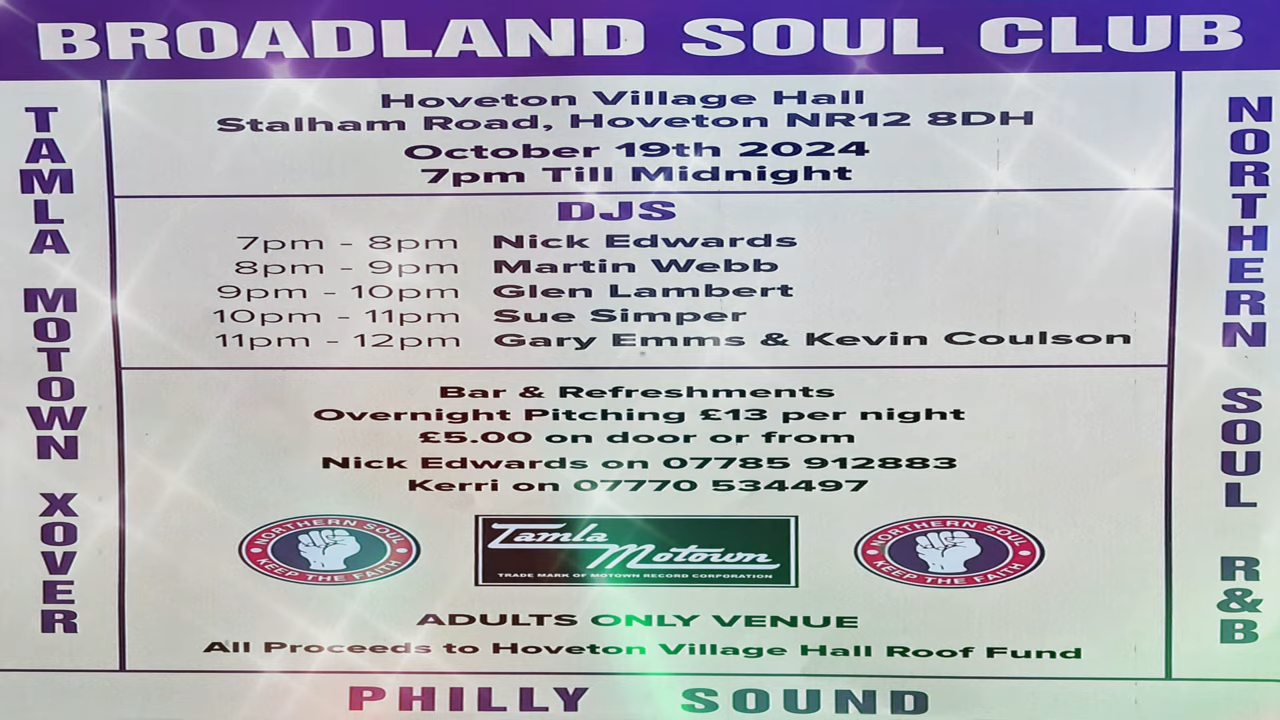 BROADLAND SOUL CLUB
TAMLA MOTOWN XOVER
Hoveton Village Hall
Stalham Road, Hoveton NR12 8DH
October 19th 2024
7pm Till Midnight
DJS
7pm - 8pm Nick Edwards
8pm - 9pm Martin Webb
9pm - 10pm Glen Lambert
10pm - 11pm Sue Simper
11pm - 12pm Gary Emms & Kevin Coulson
Bar & Refreshments
Overnight Pitching £13 per night
£5.00 on door or from
Nick Edwards on 07785 912883
Kerri on 07770 534497
NORTHERN SOUL
KEEP THE FAITH
Tamla
Motown
TRADE MARK OF MOTOWN RECORD CORPORATION
NORTHERN SOUL
KEEP THE FAITH
ADULTS ONLY VENUE
All Proceeds to Hoveton Village Hall Roof Fund
NORTHERN SOUL R&B
PHILLY SOUND